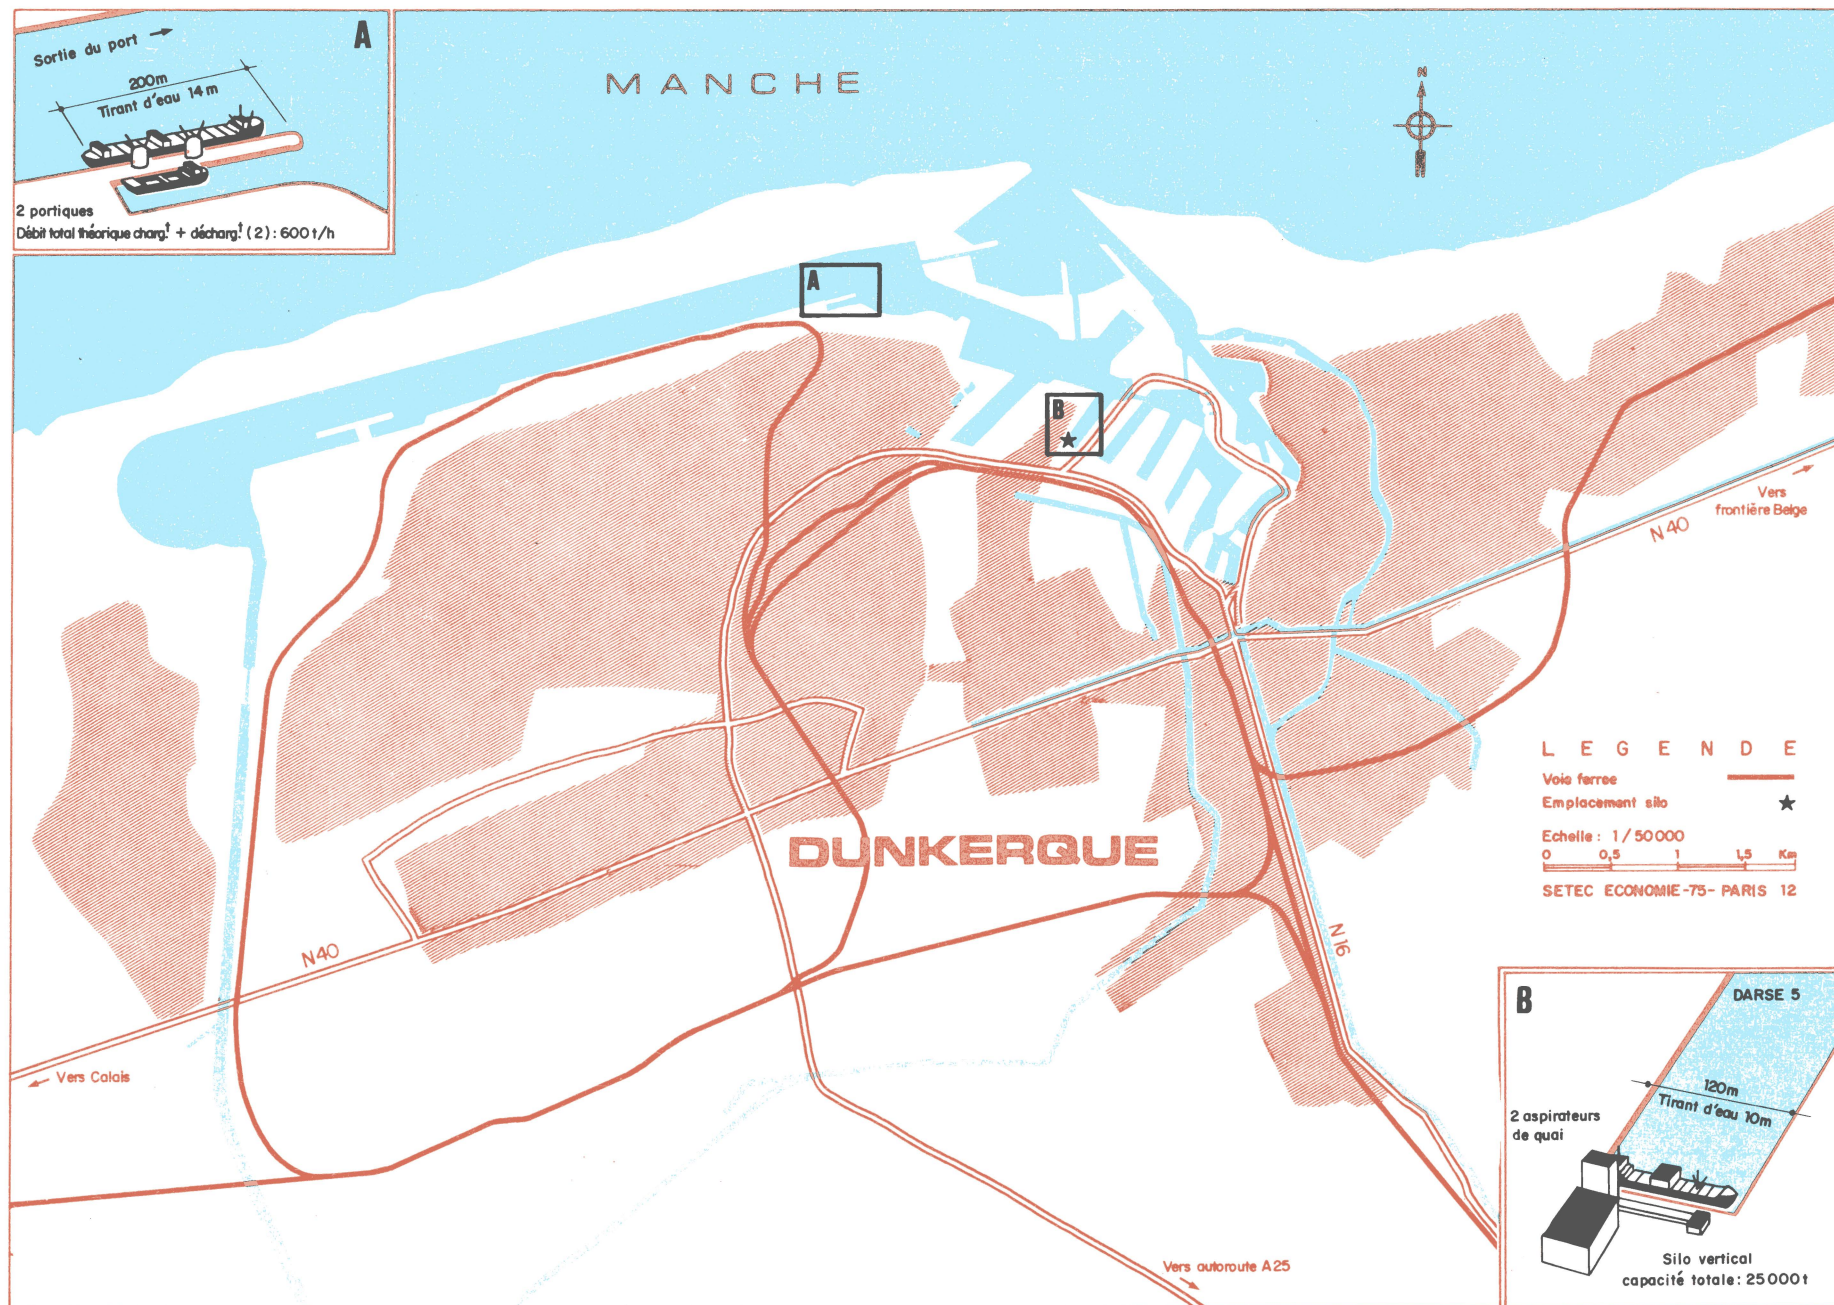 A
Sortie du port
200m
Tirant d'eau 14m
2 portiques
Débit total théorique charg.t + décharg.t (2) : 600 t/h
MANCHE
N
A
B
Vers
frontière Belge
N 40
LEGENDE
Voie ferree
Emplacement silo
Echelle : 1/50000
0 0,5 1 1,5 Km
SETEC ECONOMIE-75- PARIS 12
DUNKERQUE
N40
N16
Vers Calais
Vers autoroute A25
B
DARSE 5
120m
Tirant d'eau 10m
2 aspirateurs
de quai
Silo vertical
capacité totale : 25000t